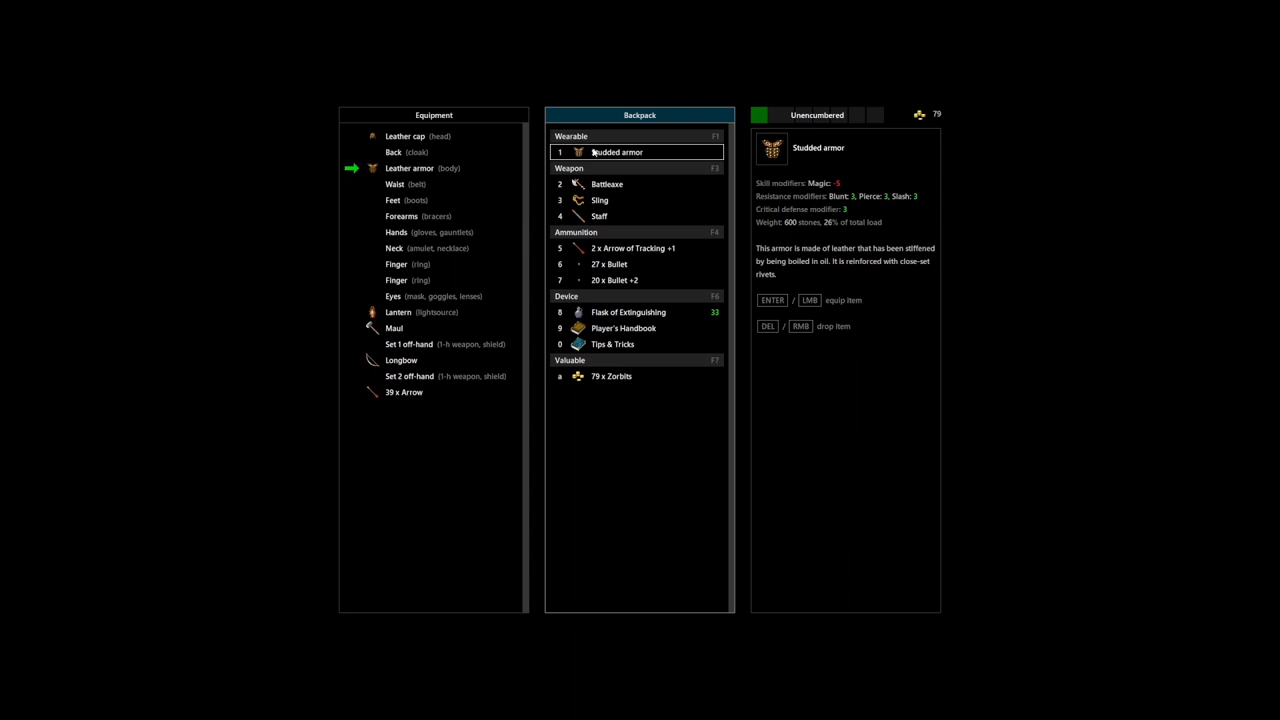 Equipment
Leather cap (head)
Back (cloak)
Leather armor (body)
Waist (belt)
Feet (boots)
Forearms (bracers)
Hands (gloves, gauntlets)
Neck (amulet, necklace)
Finger (ring)
Finger (ring)
Eyes (mask, goggles, lenses)
Lantern (lightsource)
Maul
Set 1 off-hand (1-h weapon, shield)
Longbow
Set 2 off-hand (1-h weapon, shield)
39 x Arrow
Backpack
Wearable F1
1 Studded armor
Weapon F3
2 Battleaxe
3 Sling
4 Staff
Ammunition F4
5 2 x Arrow of Tracking +1
6 27 x Bullet
7 20 x Bullet +2
Device F6
8 Flask of Extinguishing 33
9 Player's Handbook
0 Tips & Tricks
Valuable F7
a 79 x Zorbits
Unencumbered 79
Studded armor
Skill modifiers: Magic: -5
Resistance modifiers: Blunt: 3, Pierce: 3, Slash: 3
Critical defense modifier: 3
Weight: 600 stones, 26% of total load
This armor is made of leather that has been stiffened
by being boiled in oil. It is reinforced with close-set
rivets.
ENTER / LMB equip item
DEL / RMB drop item